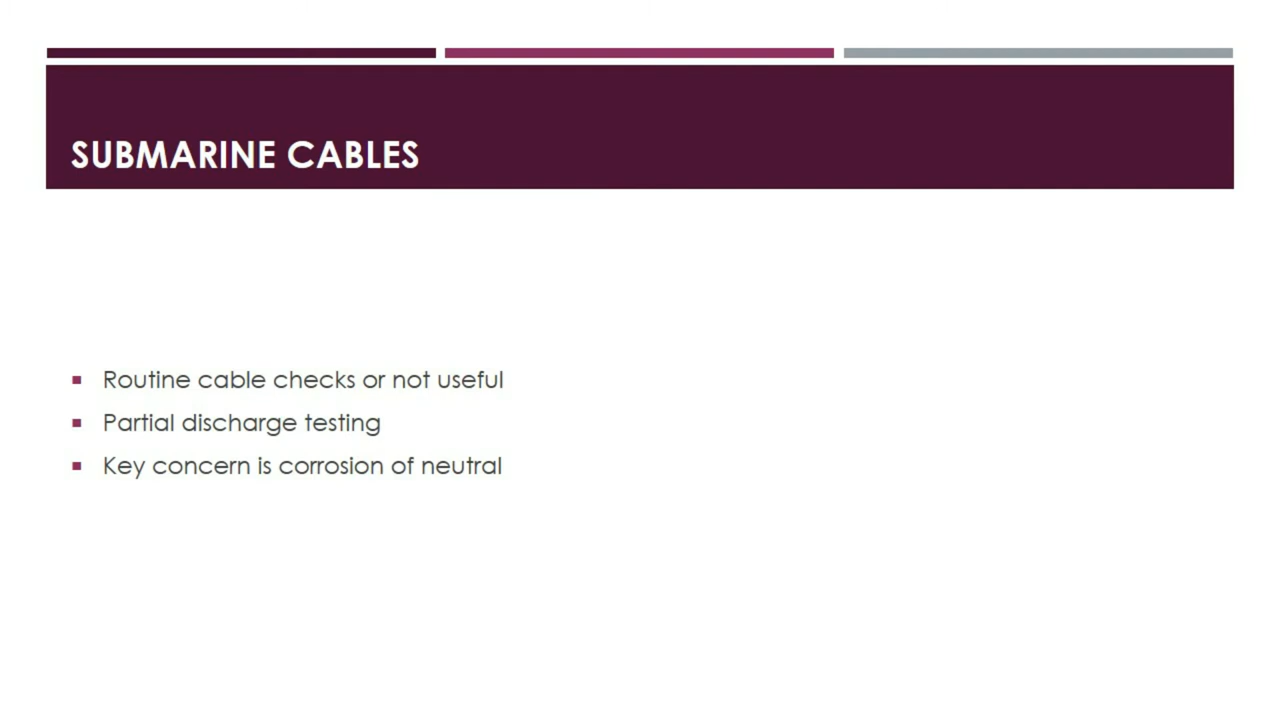 SUBMARINE CABLES
Routine cable checks or not useful
Partial discharge testing
Key concern is corrosion of neutral